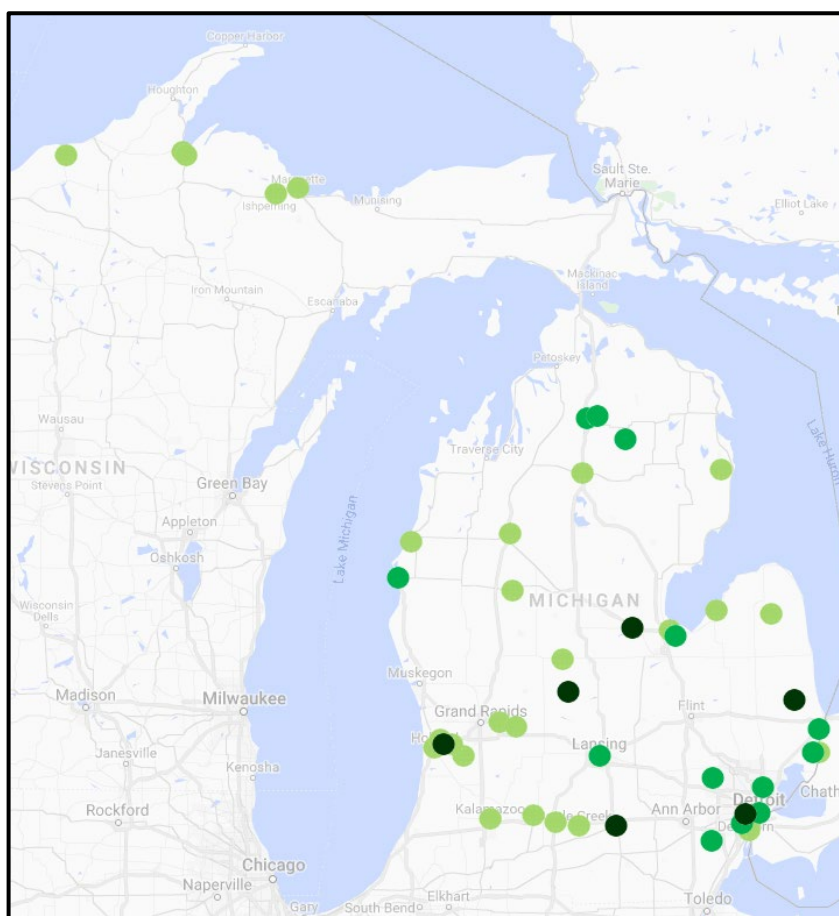 Copper Harbor
Houghton
Sault Ste.
Marie
Elliot Lake
Munising
Ishpeming
Mackinac
Island
Iron Mountain
Escanaba
Petoskey
Wausau
Traverse City
Lake Huron
WISCONSIN
Stevens Point
Green Bay
Appleton
Oshkosh
Lake Michigan
MICHIGAN
Wisconsin
Dells
Muskegon
Madison
Milwaukee
Grand Rapids
Flint
Janesville
Lansing
Kenosha
Detroit
Chath
Rockford
Kalamazoo
Ann Arbor
Chicago
Naperville
Toledo
Gary
South Bend
Elkhart